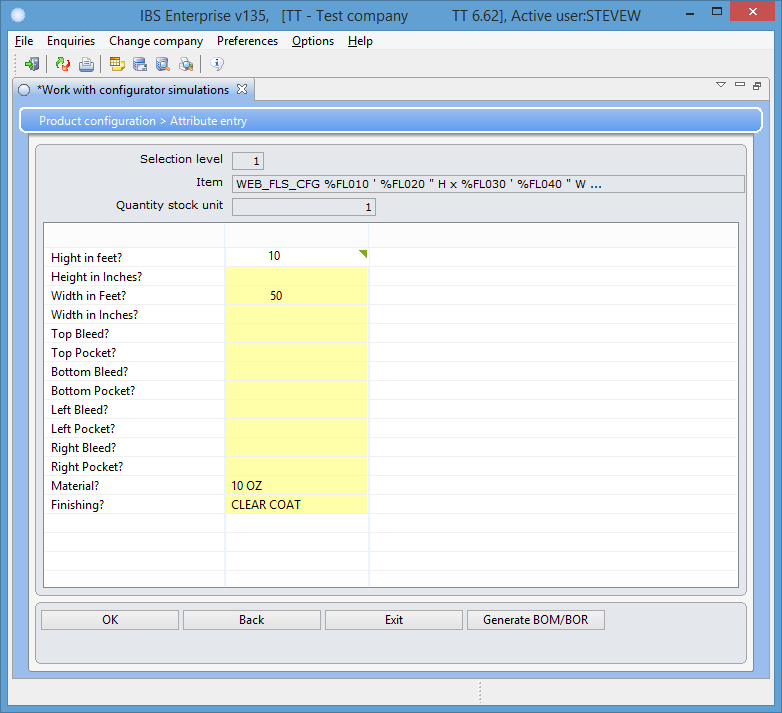 IBS Enterprise v135, [TT - Test company TT 6.62], Active user:STEVEW
File Enquiries Change company Preferences Options Help
*Work with configurator simulations
Product configuration > Attribute entry
Selection level 1
Item WEB_FLS_CFG %FL010 ' %FL020 " H x %FL030 ' %FL040 " W ...
Quantity stock unit 1
Hight in feet? 10
Height in Inches?
Width in Feet? 50
Width in Inches?
Top Bleed?
Top Pocket?
Bottom Bleed?
Bottom Pocket?
Left Bleed?
Left Pocket?
Right Bleed?
Right Pocket?
Material? 10 OZ
Finishing? CLEAR COAT
OK Back Exit Generate BOM/BOR